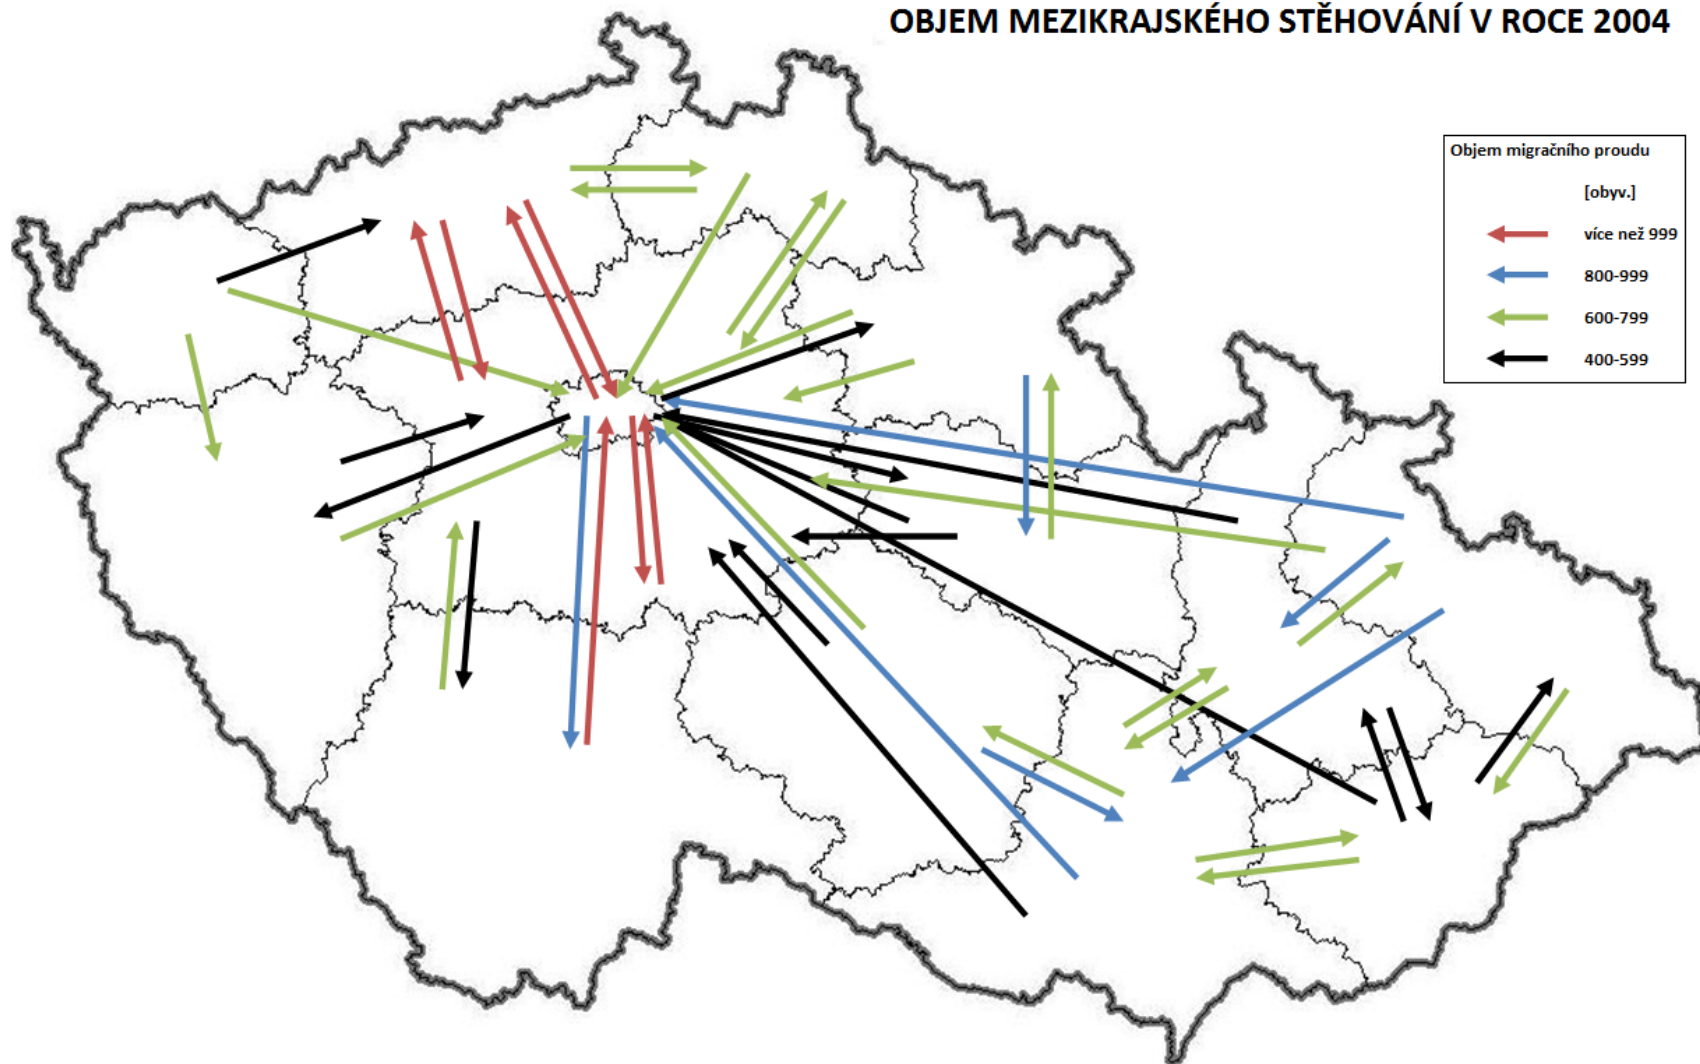 OBJEM MEZIKRAJSKÉHO STĚHOVÁNÍ V ROCE 2004
Objem migračního proudu
[obyv.]
více než 999
800-999
600-799
400-599